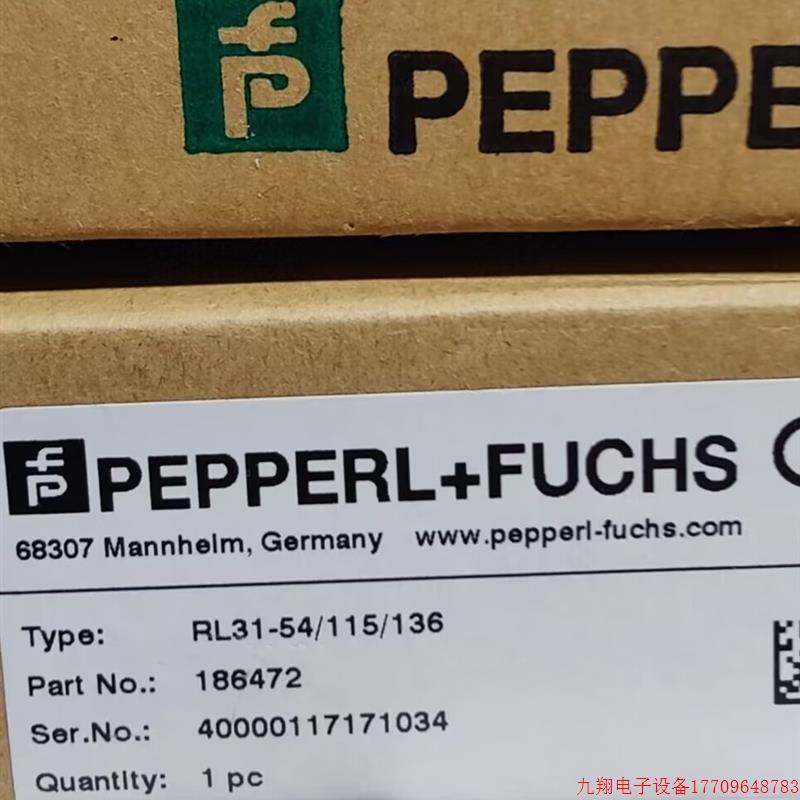 PEPPE
PEPPERL+FUCHS
68307 Mannheim, Germany www.pepperl-fuchs.com
Type: RL31-54/115/136
Part No.: 186472
Ser.No.: 40000117171034
Quantity: 1 pc
九翔电子设备17709648783